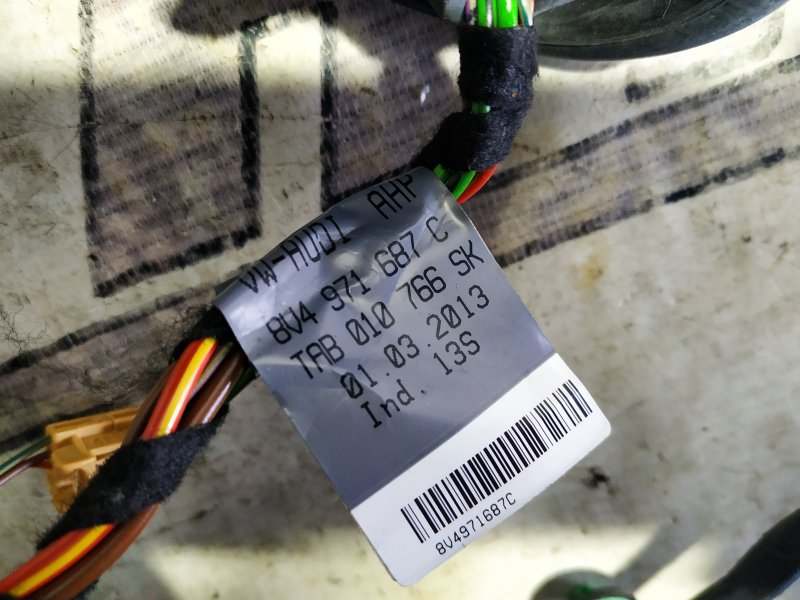 VW-AUDI AHP
8V4 971 687 C
TAB 010 766 SK
01.03.2013
Ind. 13S
8V4971687C